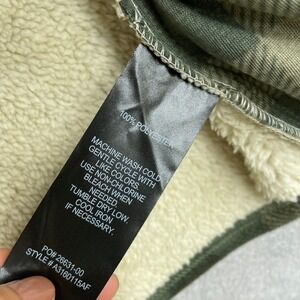 100% POLYESTER
MACHINE WASH COLD
GENTLE CYCLE WITH
LIKE COLORS.
USE NON-CHLORINE
BLEACH WHEN
NEEDED.
TUMBLE DRY LOW.
COOL IRON
IF NECESSARY.
PO# 26931-00
STYLE# A3160115AF